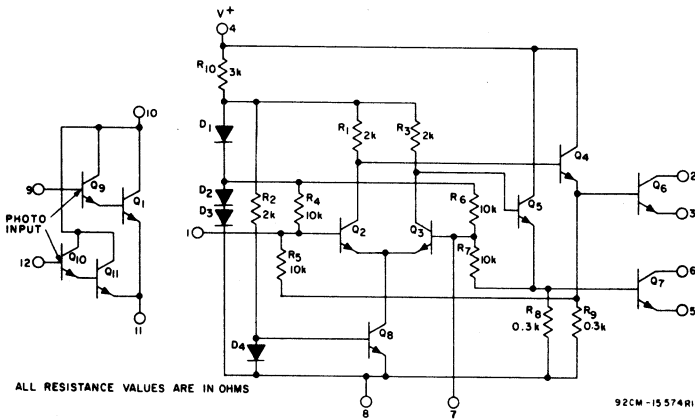 V+
4
R10
3k
10
D1
R1
2k
R3
2k
Q4
2
Q9
9
Q1
D2
D3
R2
2k
R4
10k
R6
10k
Q5
Q6
3
PHOTO
INPUT
1
Q2
Q3
R7
10k
12
Q10
Q11
R5
10k
6
Q7
5
R8
0.3k
R9
0.3k
11
D4
Q8
ALL RESISTANCE VALUES ARE IN OHMS
8
7
92CM-15574R1